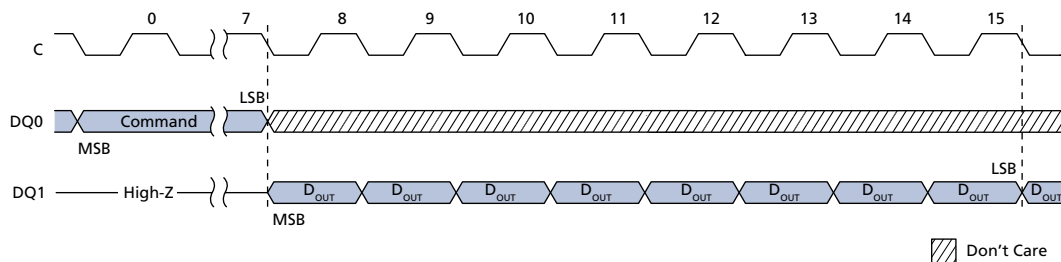 0 7 8 9 10 11 12 13 14 15
C
LSB
DQ0 Command
MSB
LSB
DQ1 High-Z DOUT DOUT DOUT DOUT DOUT DOUT DOUT DOUT DOUT
MSB
Don't Care